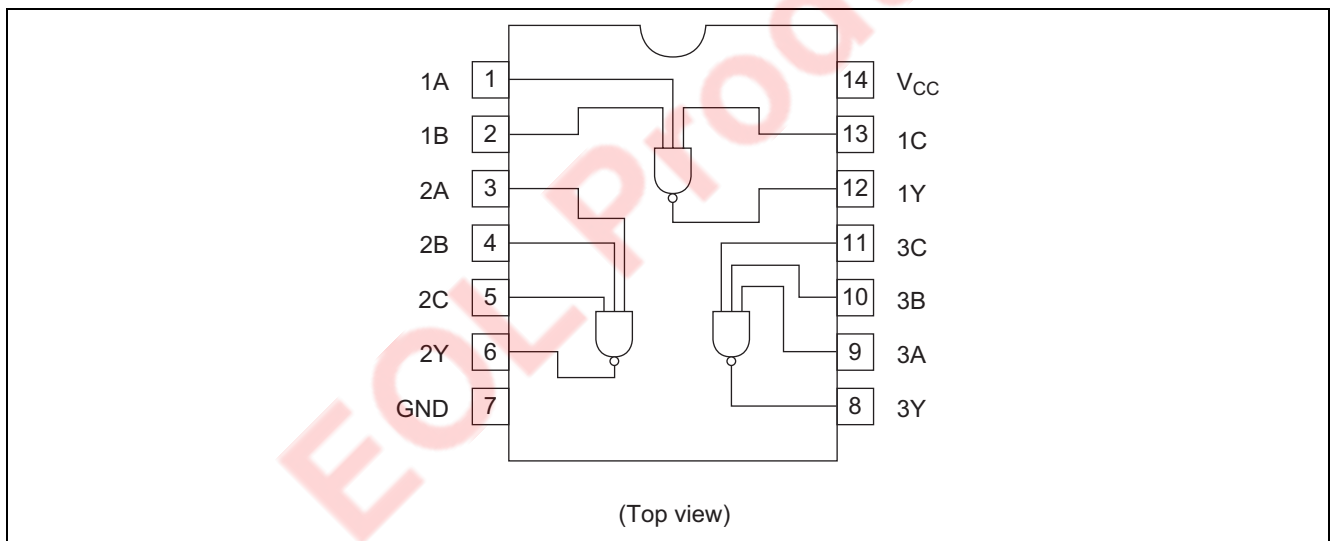 1A 1 14 VCC
1B 2 13 1C
2A 3 12 1Y
2B 4 11 3C
2C 5 10 3B
2Y 6 9 3A
GND 7 8 3Y
(Top view)
EOL Prod